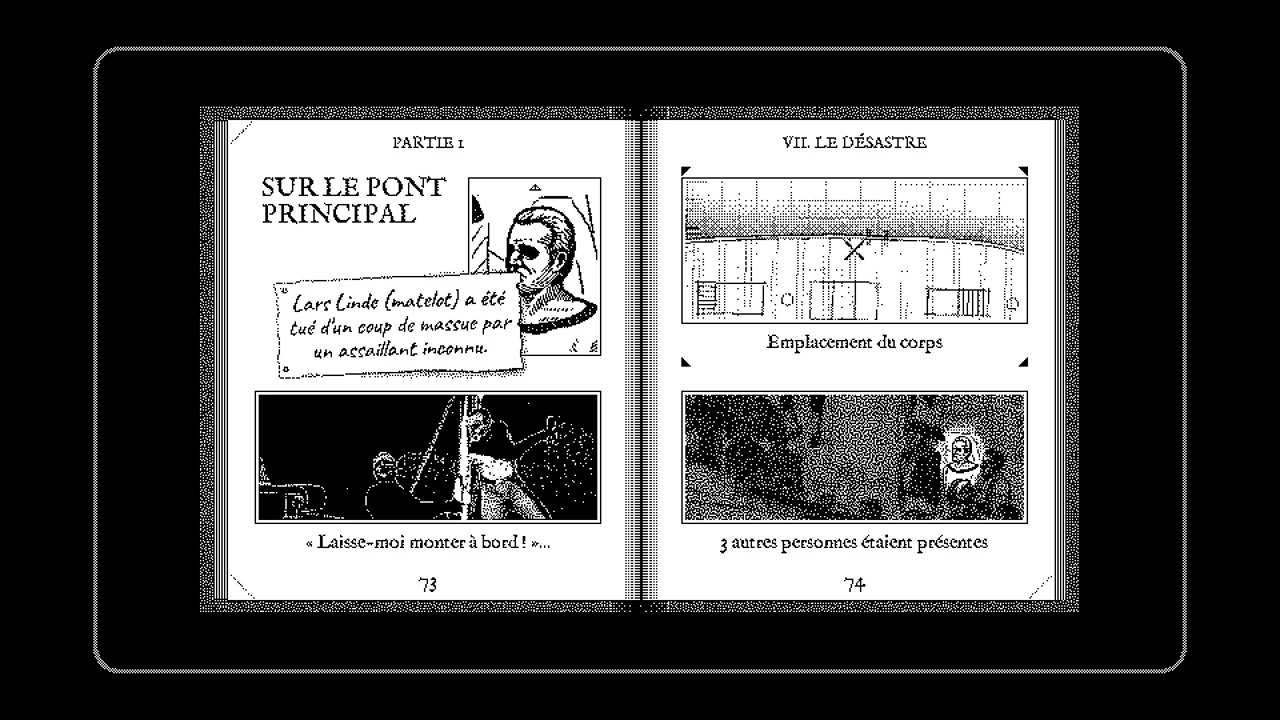 PARTIE 1
SUR LE PONT
PRINCIPAL
Lars Linde (matelot) a été
tué d'un coup de massue par
un assaillant inconnu.
« Laisse-moi monter à bord ! »...
73
VII. LE DÉSASTRE
Emplacement du corps
3 autres personnes étaient présentes
74